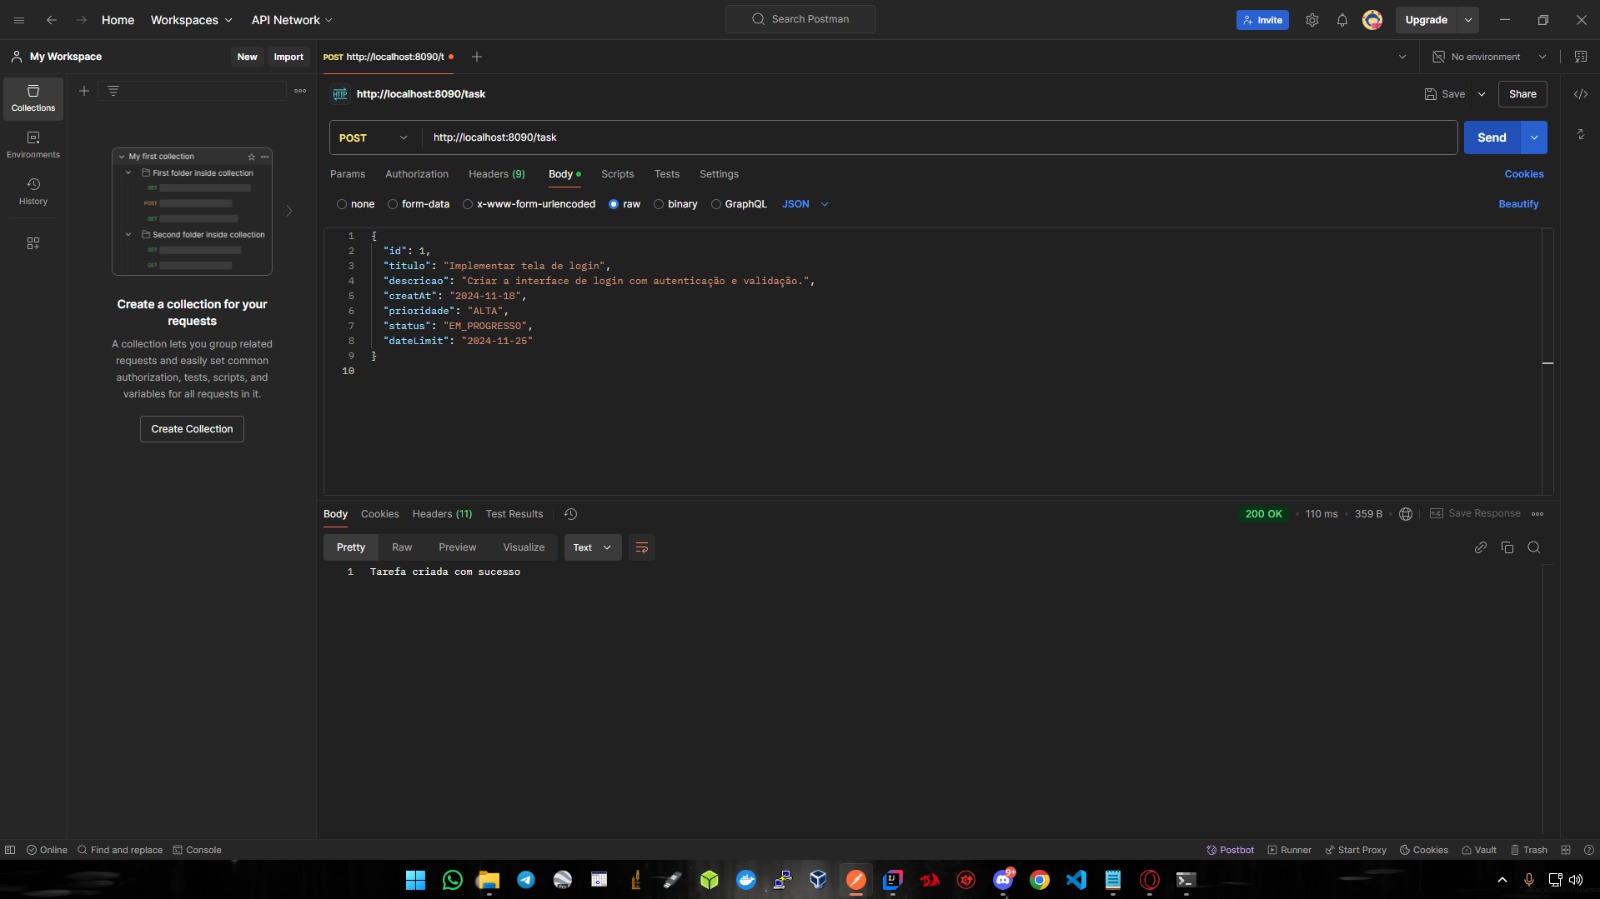 Home Workspaces API Network Search Postman Invite Upgrade
My Workspace New Import POST http://localhost:8090/t No environment
Collections
Environments
History
My first collection
First folder inside collection
GET
POST
GET
Second folder inside collection
GET
GET
Create a collection for your
requests
A collection lets you group related
requests and easily set common
authorization, tests, scripts, and
variables for all requests in it.
Create Collection
HTTP http://localhost:8090/task Save Share
POST http://localhost:8090/task Send
Params Authorization Headers (9) Body Scripts Tests Settings Cookies
none form-data x-www-form-urlencoded raw binary GraphQL JSON Beautify
1 {
2 "id": 1,
3 "titulo": "Implementar tela de login",
4 "descricao": "Criar a interface de login com autenticação e validação.",
5 "creatAt": "2024-11-18",
6 "prioridade": "ALTA",
7 "status": "EM_PROGRESSO",
8 "dateLimit": "2024-11-25"
9 }
10
Body Cookies Headers (11) Test Results 200 OK 110 ms 359 B Save Response
Pretty Raw Preview Visualize Text
1 Tarefa criada com sucesso
Online Find and replace Console Postbot Runner Start Proxy Cookies Vault Trash